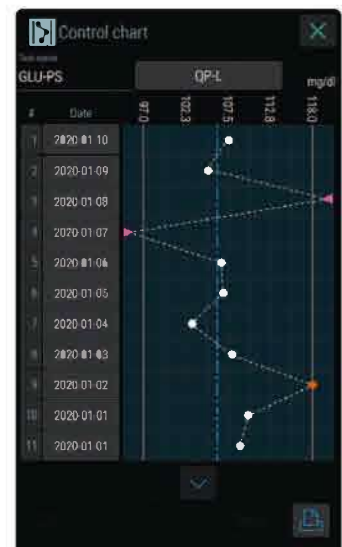 Control chart
Test name
GLU-PS QP-L mg/dl
# Date 97.0 102.3 107.5 112.8 118.0
1 2020-01-10
2 2020-01-09
3 2020-01-08
4 2020-01-07
5 2020-01-06
6 2020-01-05
7 2020-01-04
8 2020-01-03
9 2020-01-02
10 2020-01-01
11 2020-01-01